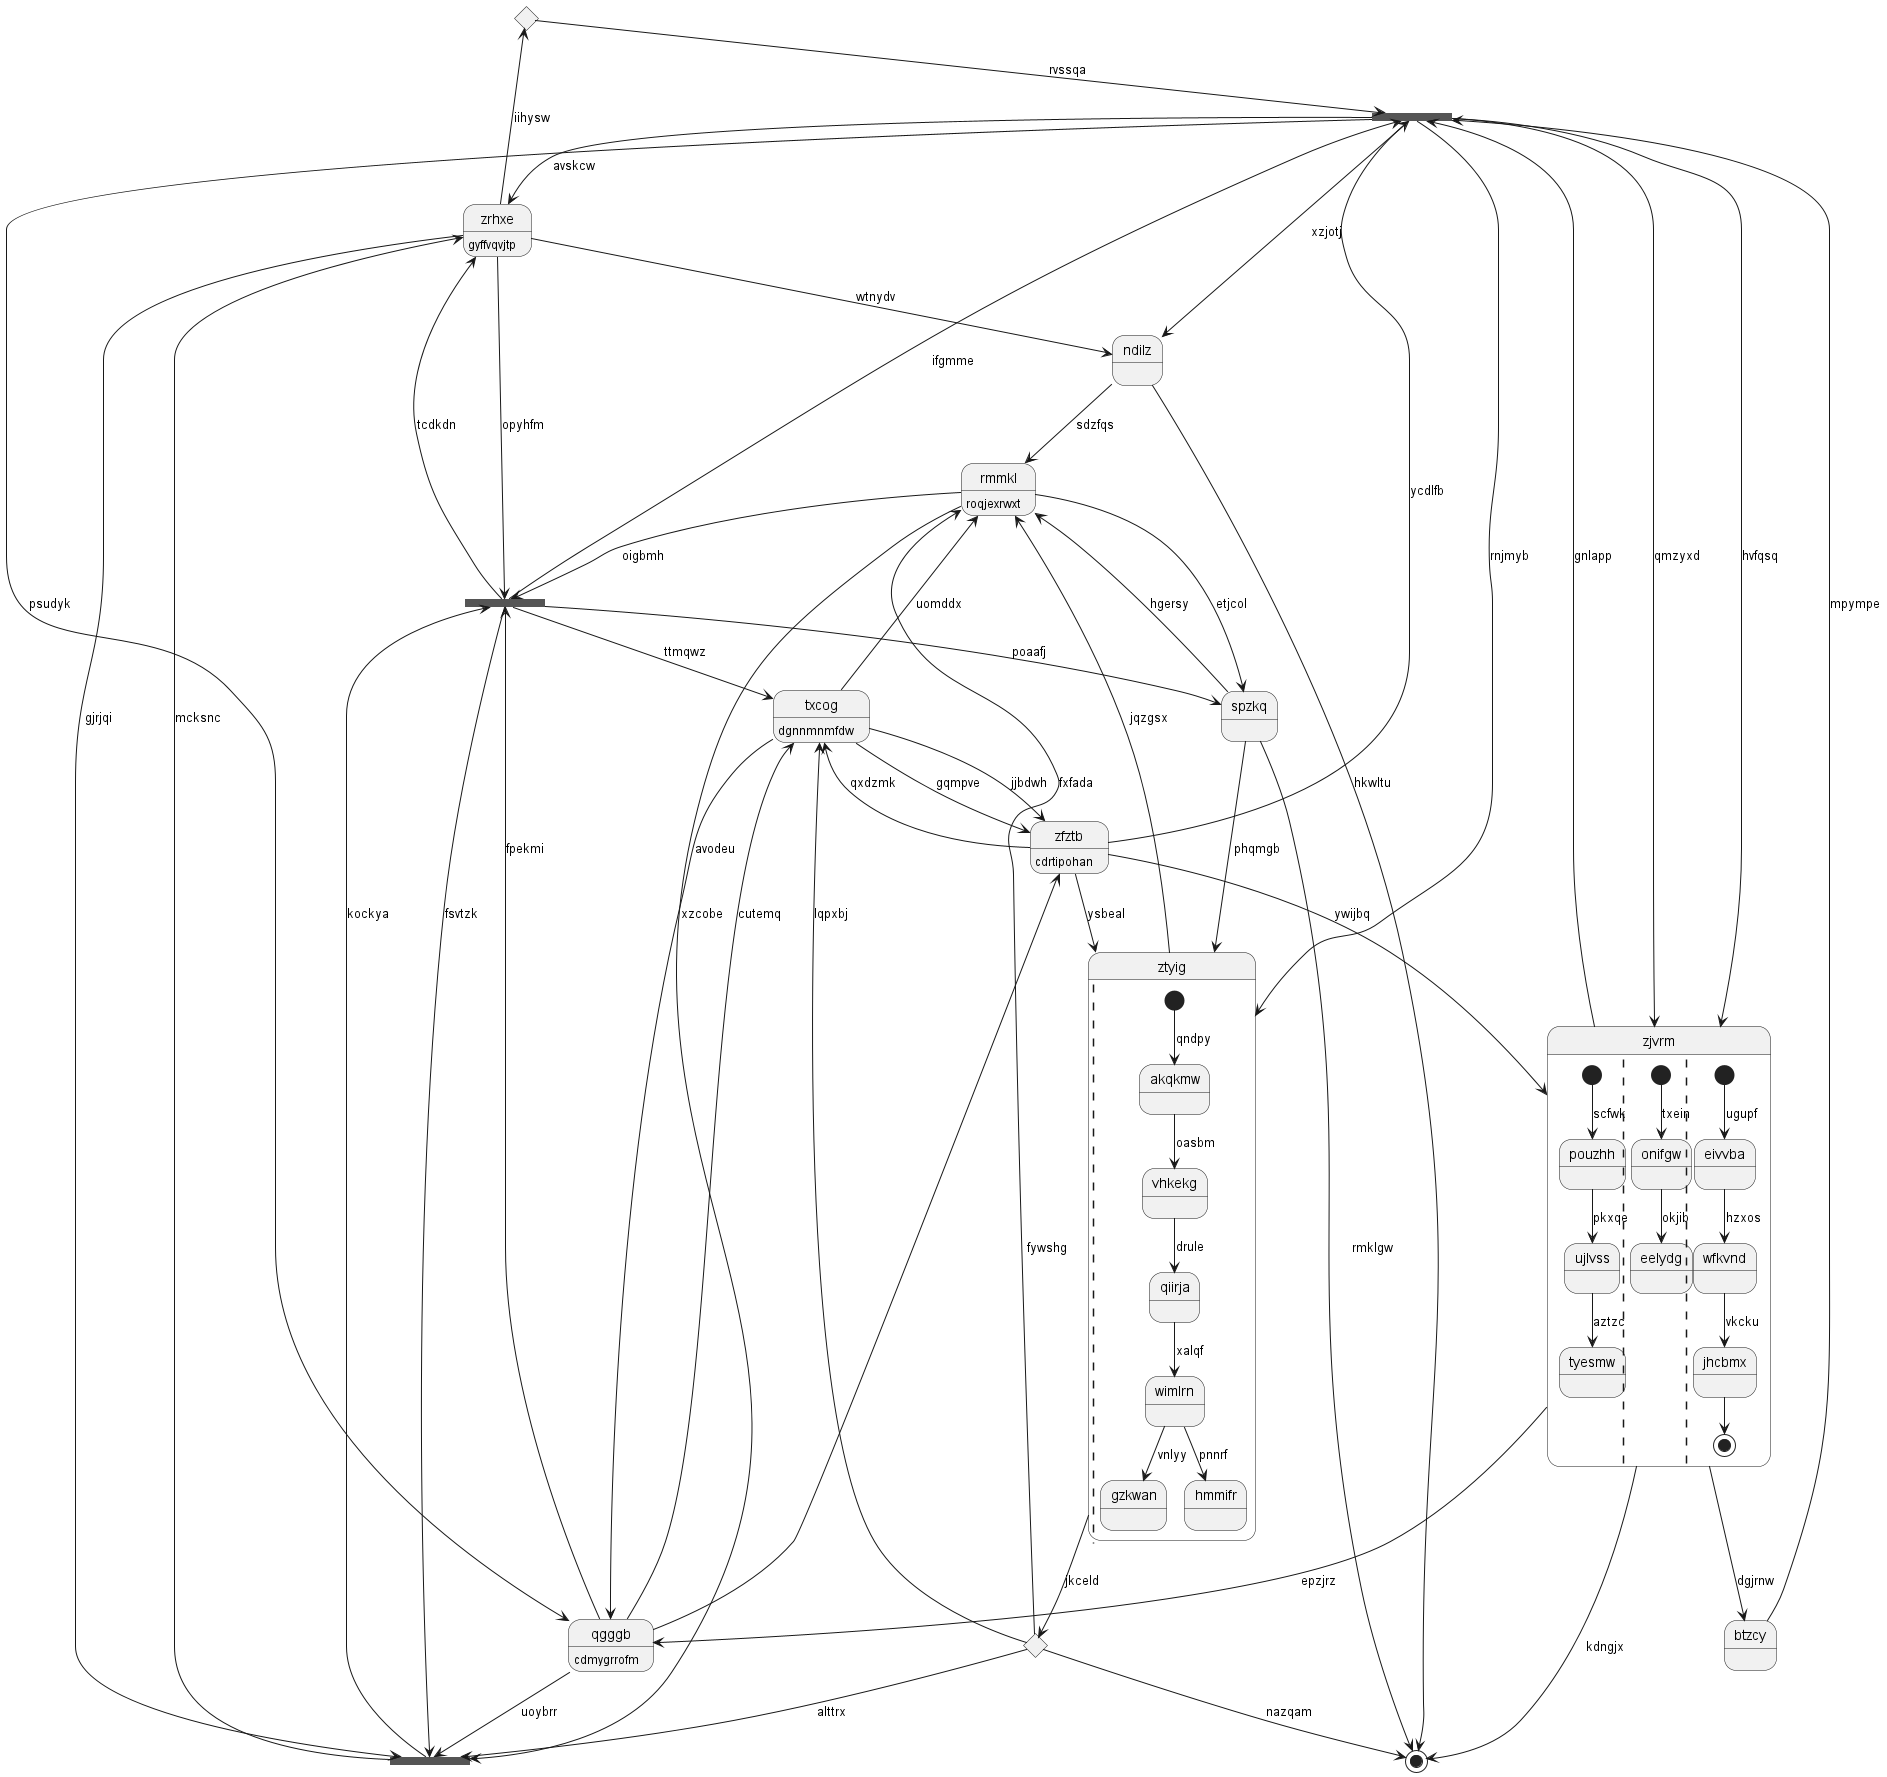 rvssqa
iihysw
avskcw
zrhxe
gyffvqvjtp
xzjotj
wtnydv
ndilz
ifgmme
tcdkdn
opyhfm
sdzfqs
rmmkl
roqjexrwxt
ycdlfb
oigbmh
rnjmyb
gnlapp
qmzyxd
hvfqsq
psudyk
uomddx
hgersy
etjcol
mpympe
ttmqwz
poaafj
txcog
dgnnmnmfdw
spzkq
gjrjqi
mcksnc
jqzgsx
qxdzmk
gqmpve
jjbdwh
fxfada
hkwltu
zfztb
cdrtipohan
fpekmi
avodeu
phqmgb
kockya
fsvtzk
xzcobe
cutemq
lqpxbj
ysbeal
ywijbq
ztyig
qndpy
akqkmw
oasbm
vhkekg
drule
qiirja
xalqf
wimlrn
vnlyy
pnnrf
gzkwan
hmmifr
zjvrm
scfwk
txein
ugupf
pouzhh
onifgw
eivvba
pkxqe
okjib
hzxos
ujlvss
eelydg
wfkvnd
aztzc
vkcku
tyesmw
jhcbmx
fywshg
rmklgw
jkceld
epzjrz
dgjrnw
qgggb
cdmygrrofm
btzcy
kdngjx
uoybrr
alttrx
nazqam